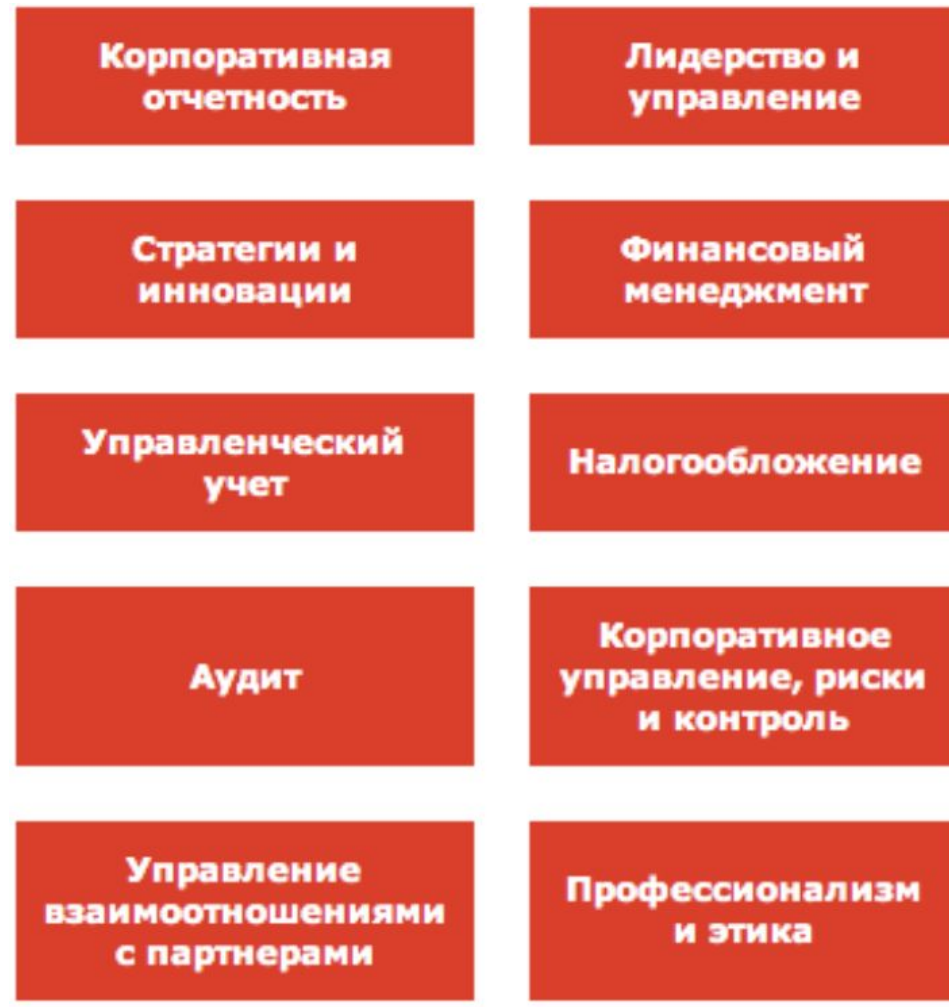 Корпоративная
отчетность
Лидерство и
управление
Стратегии и
инновации
Финансовый
менеджмент
Управленческий
учет
Налогообложение
Аудит
Корпоративное
управление, риски
и контроль
Управление
взаимоотношениями
с партнерами
Профессионализм
и этика